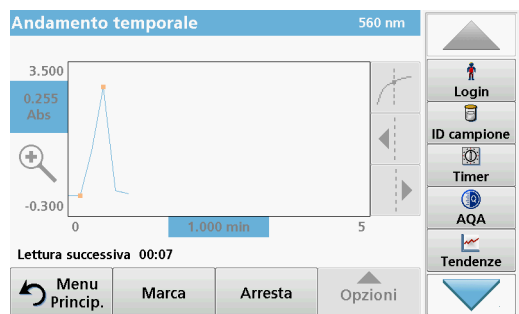 Andamento temporale
560 nm
3.500
0.255
Abs
-0.300
0
1.000 min
5
Lettura successiva 00:07
Menu
Princip.
Marca
Arresta
Opzioni
Login
ID campione
Timer
AQA
Tendenze